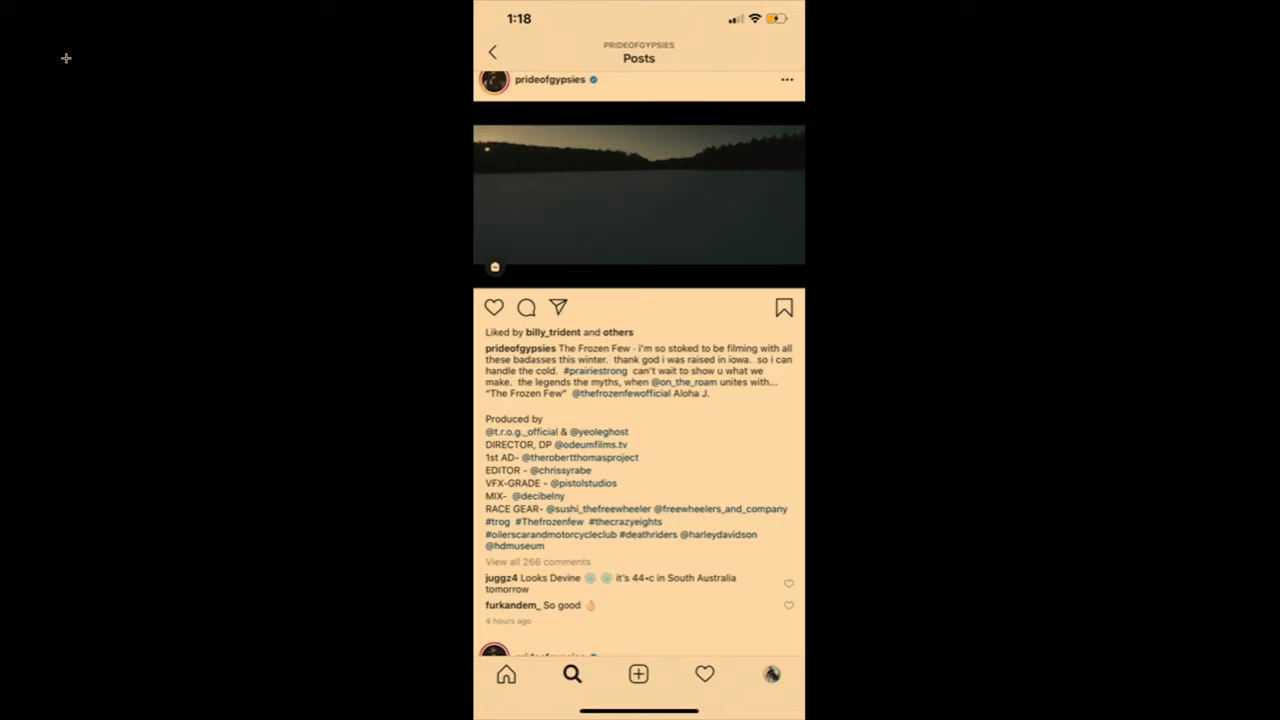 1:18
PRIDEOFGYPSIES
Posts
prideofgypsies
Liked by billy_trident and others
prideofgypsies The Frozen Few - i'm so stoked to be filming with all
these badasses this winter. thank god i was raised in iowa. so i can
handle the cold. #prairiestrong can't wait to show u what we
make. the legends the myths, when @on_the_roam unites with...
"The Frozen Few" @thefrozenfewofficial Aloha J.
Produced by
@t.r.o.g._official & @yeoleghost
DIRECTOR, DP @odeumfilms.tv
1st AD- @therobertthomasproject
EDITOR - @chrissyrabe
VFX-GRADE - @pistolstudios
MIX- @decibelny
RACE GEAR- @sushi_thefreewheeler @freewheelers_and_company
#trog #Thefrozenfew #thecrazyeights
#oilerscarandmotorcycleclub #deathriders @harleydavidson
@hdmuseum
View all 266 comments
juggz4 Looks Devine it's 44•c in South Australia
tomorrow
furkandem_ So good
4 hours ago